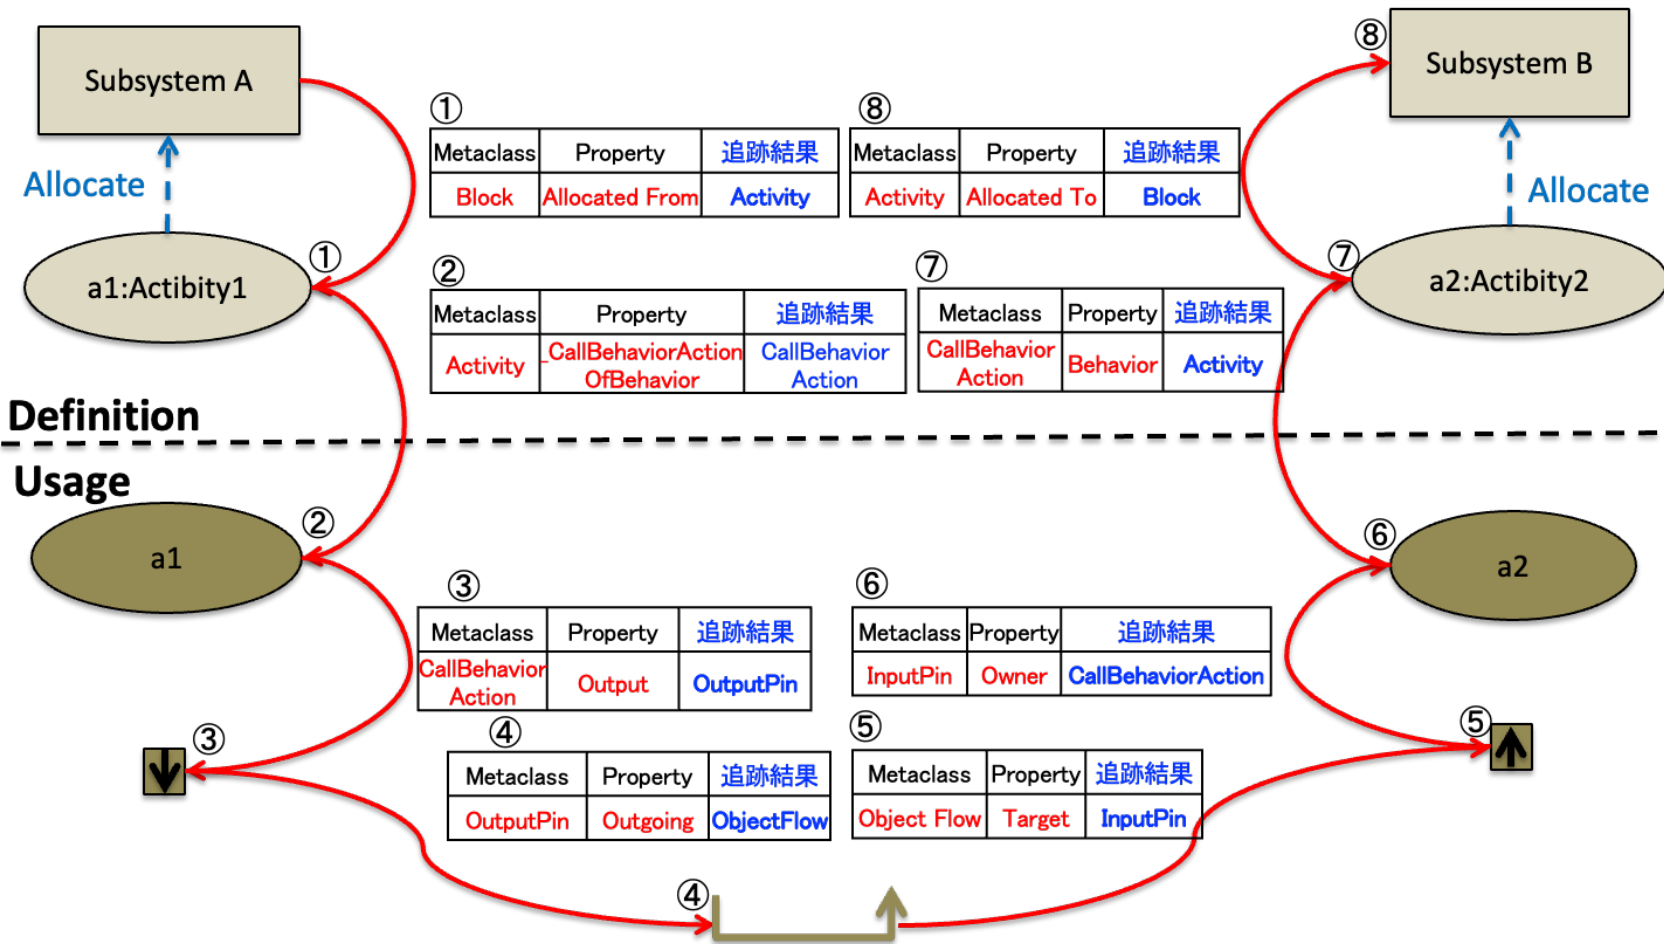 Subsystem A
Allocate
a1:Actibity1
①
①
Metaclass Property 追跡結果
Block Allocated From Activity
⑧
Metaclass Property 追跡結果
Activity Allocated To Block
⑧
Subsystem B
Allocate
⑦
a2:Actibity2
②
Metaclass Property 追跡結果
Activity _CallBehaviorAction
OfBehavior
CallBehavior
Action
⑦
Metaclass Property 追跡結果
CallBehavior
Action
Behavior Activity
Definition
Usage
a1
②
⑥
a2
③
Metaclass Property 追跡結果
CallBehavior
Action
Output OutputPin
⑥
Metaclass Property 追跡結果
InputPin Owner CallBehaviorAction
③
④
Metaclass Property 追跡結果
OutputPin Outgoing ObjectFlow
⑤
Metaclass Property 追跡結果
Object Flow Target InputPin
⑤
④